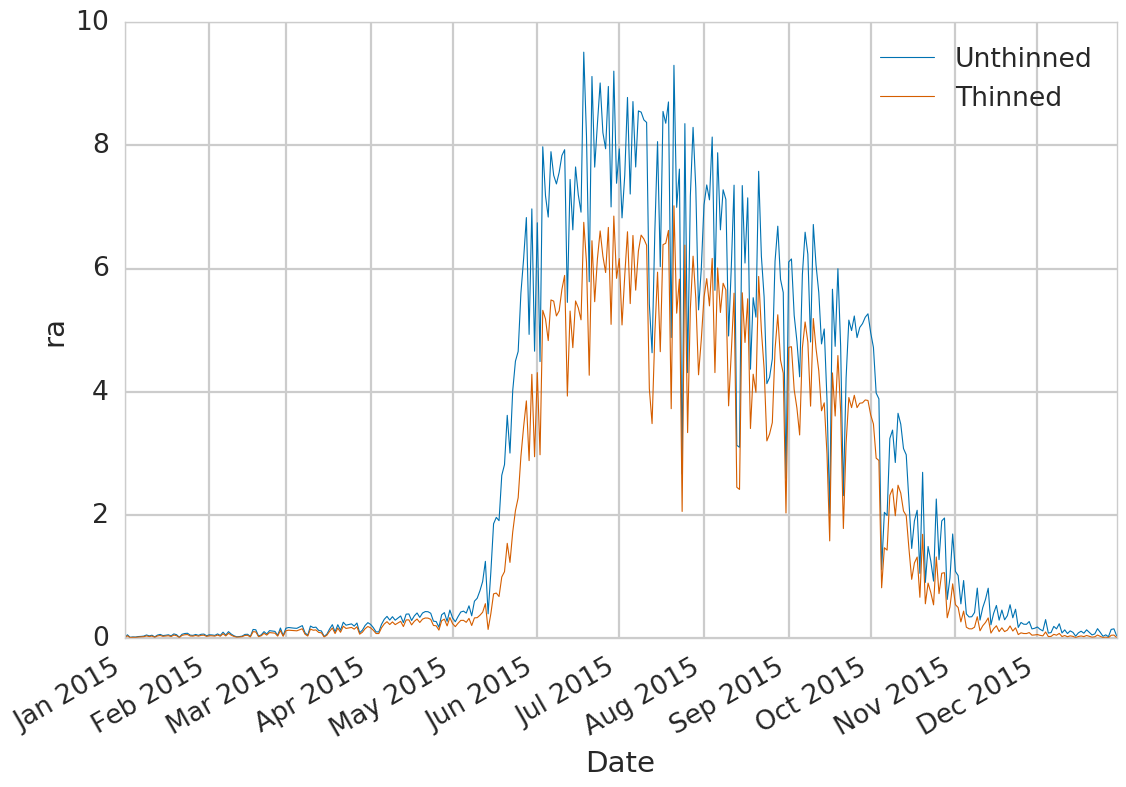 10
8
6
4
2
0
ra
Unthinned
Thinned
Jan 2015
Feb 2015
Mar 2015
Apr 2015
May 2015
Jun 2015
Jul 2015
Aug 2015
Sep 2015
Oct 2015
Nov 2015
Dec 2015
Date